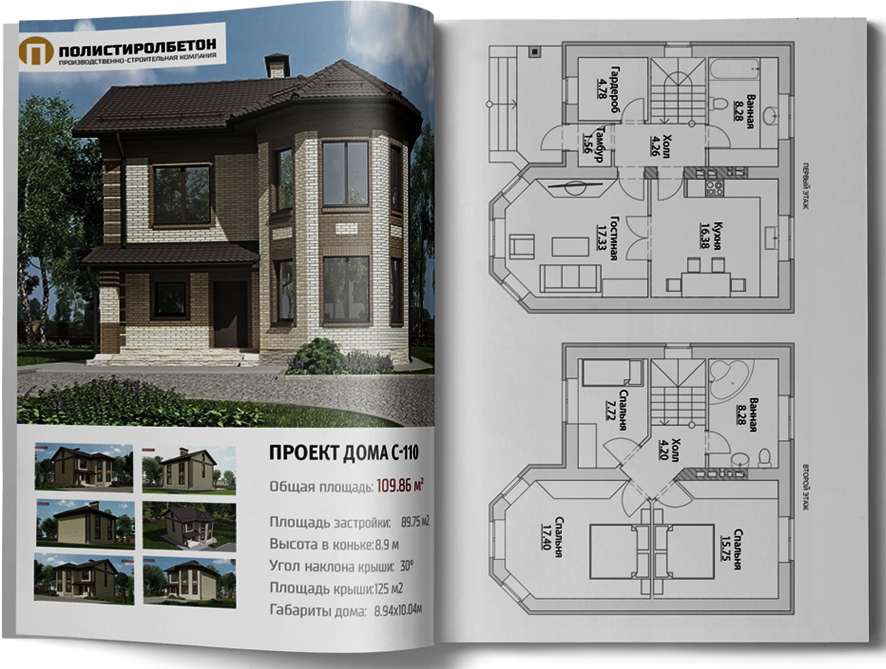 ПОЛИСТИРОЛБЕТОН
ПРОИЗВОДСТВЕННО-СТРОИТЕЛЬНАЯ КОМПАНИЯ
ПРОЕКТ ДОМА С-110
Общая площадь: 109.86 м²
Площадь застройки: 89.75 м2
Высота в коньке: 8.9 м
Угол наклона крыши: 30°
Площадь крыши: 125 м2
Габариты дома: 8.94х10.04м
ПЕРВЫЙ ЭТАЖ
Гардероб
4.78
Ванная
8.28
Тамбур
1.56
Холл
4.26
Гостиная
17.33
Кухня
16.38
ВТОРОЙ ЭТАЖ
Спальня
7.72
Ванная
8.28
Холл
4.20
Спальня
17.40
Спальня
15.75